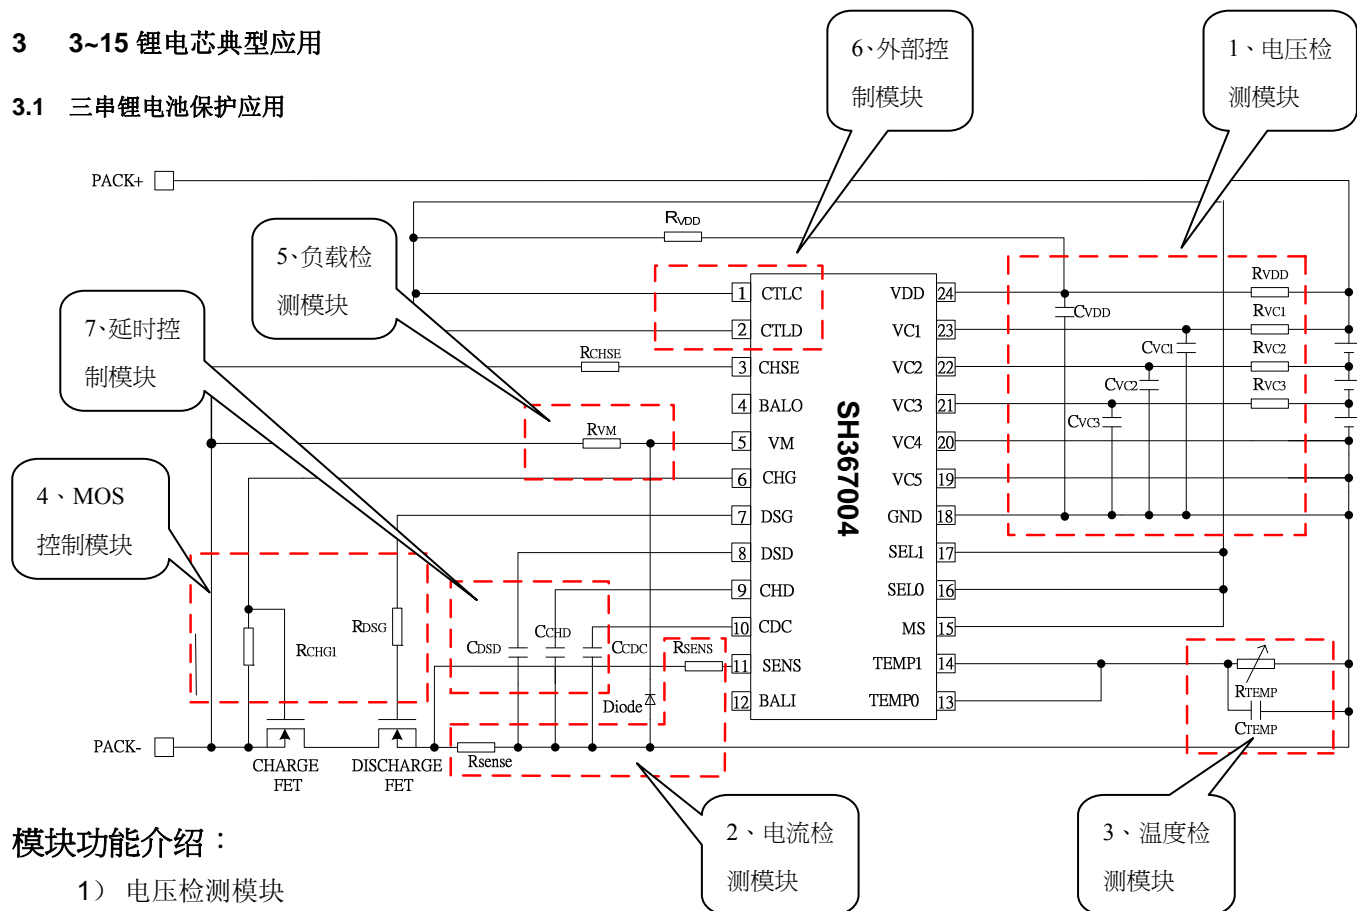 3 3~15 锂电芯典型应用
3.1 三串锂电池保护应用
6、外部控
制模块
1、电压检
测模块
PACK+
RVDD
5、负载检
测模块
7、延时控
制模块
4、MOS
控制模块
1 CTLC
2 CTLD
3 CHSE
4 BALO
5 VM
6 CHG
7 DSG
8 DSD
9 CHD
10 CDC
11 SENS
12 BALI
SH367004
VDD 24
VC1 23
VC2 22
VC3 21
VC4 20
VC5 19
GND 18
SEL1 17
SEL0 16
MS 15
TEMP1 14
TEMP0 13
RCHSE
RVM
CVDD
RVDD
RVC1
CVC1
RVC2
CVC2
RVC3
CVC3
RDSG
RCHG1
CDSD
CCHD
CCDC
RSENS
Diode
RTEMP
CTEMP
PACK-
CHARGE
FET
DISCHARGE
FET
Rsense
2、电流检
测模块
3、温度检
测模块
模块功能介绍：
1） 电压检测模块